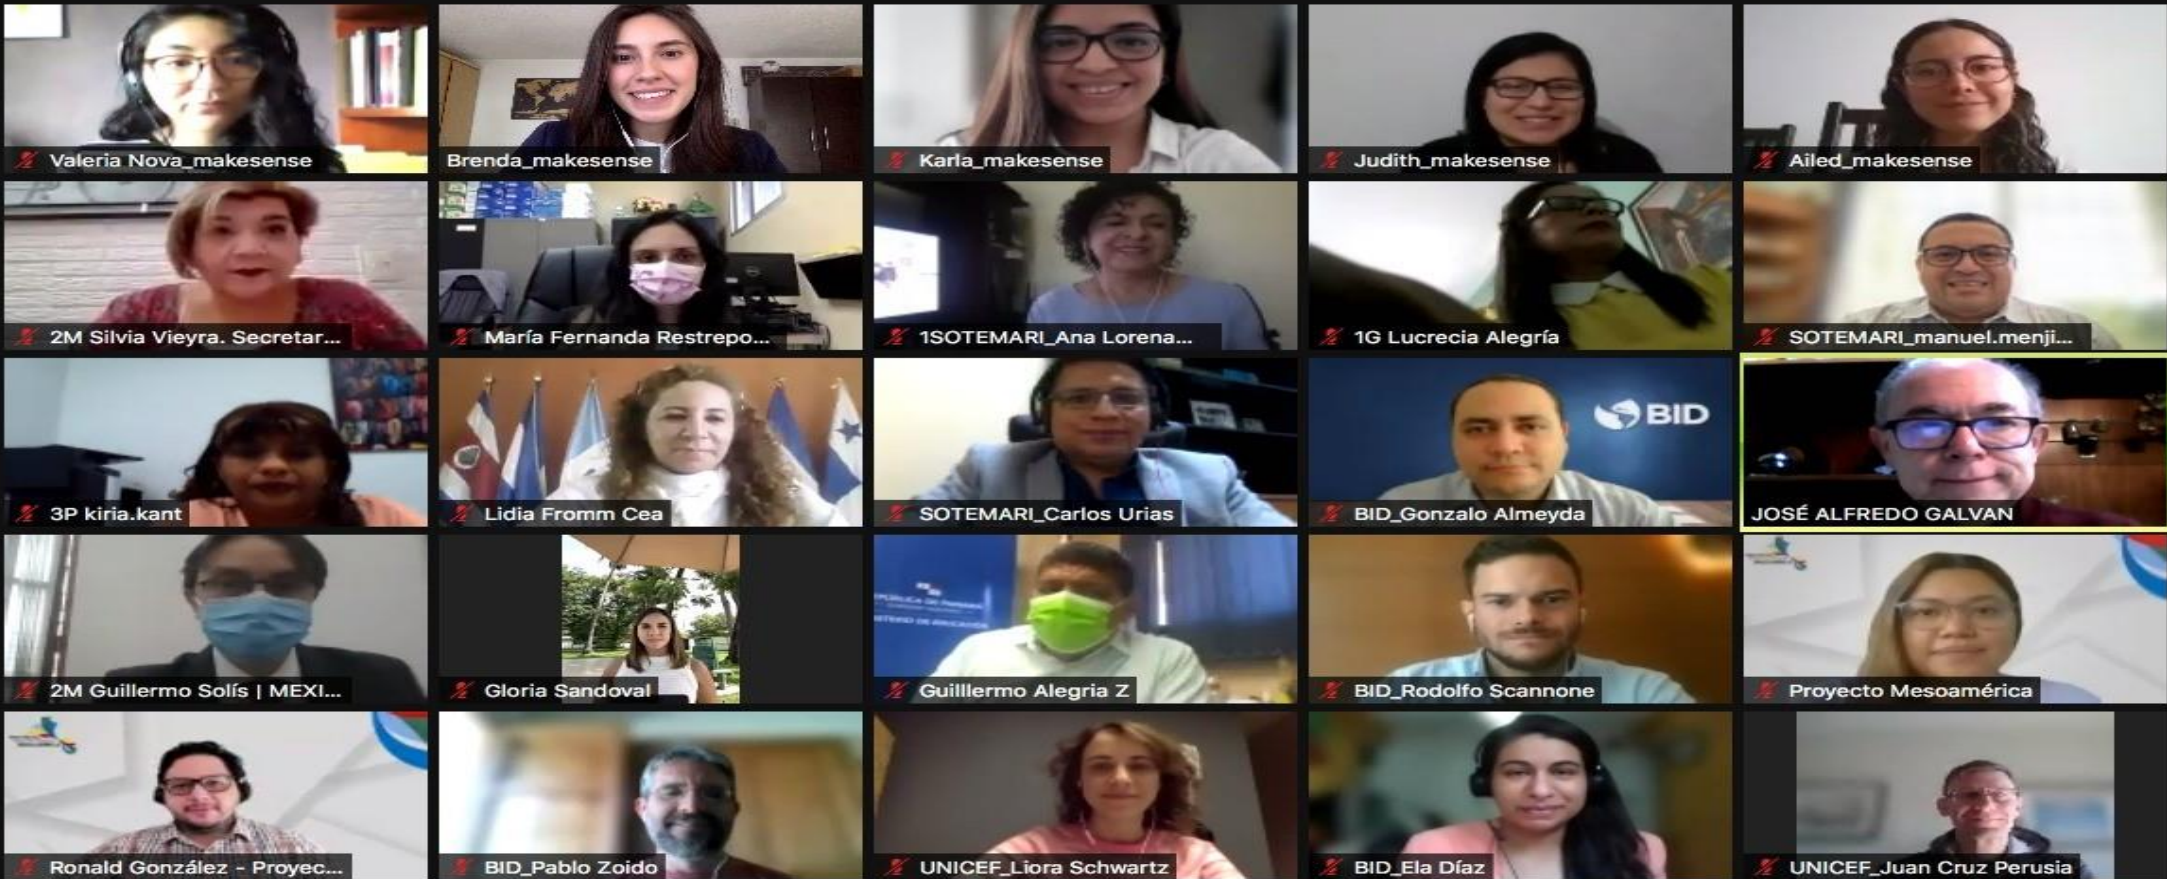 Valeria Nova_makesense
Brenda_makesense
Karla_makesense
Judith_makesense
Ailed_makesense
2M Silvia Vieyra. Secretar...
María Fernanda Restrepo...
1SOTEMARI_Ana Lorena...
1G Lucrecia Alegría
SOTEMARI_manuel.menji...
3P kiria.kant
Lidia Fromm Cea
SOTEMARI_Carlos Urias
BID
BID_Gonzalo Almeyda
JOSÉ ALFREDO GALVAN
2M Guillermo Solís | MEXI...
Gloria Sandoval
Guilllermo Alegria Z
BID_Rodolfo Scannone
Proyecto Mesoamérica
Ronald González - Proyec...
BID_Pablo Zoido
UNICEF_Liora Schwartz
BID_Ela Díaz
UNICEF_Juan Cruz Perusia